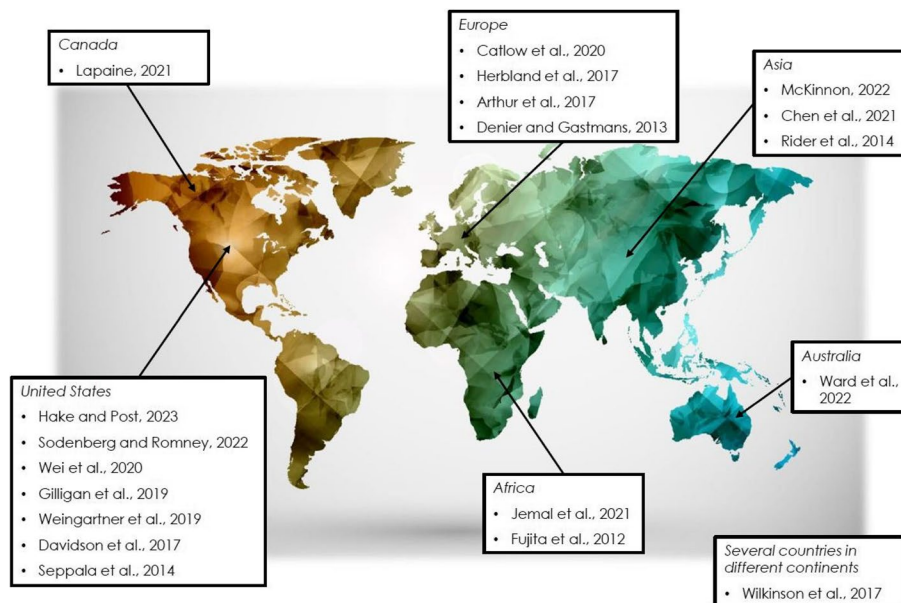 Canada
• Lapaine, 2021
Europe
• Catlow et al., 2020
• Herbland et al., 2017
• Arthur et al., 2017
• Denier and Gastmans, 2013
Asia
• McKinnon, 2022
• Chen et al., 2021
• Rider et al., 2014
United States
• Hake and Post, 2023
• Sodenberg and Romney, 2022
• Wei et al., 2020
• Gilligan et al., 2019
• Weingartner et al., 2019
• Davidson et al., 2017
• Seppala et al., 2014
Africa
• Jemal et al., 2021
• Fujita et al., 2012
Australia
• Ward et al.,
2022
Several countries in
different continents
• Wilkinson et al., 2017